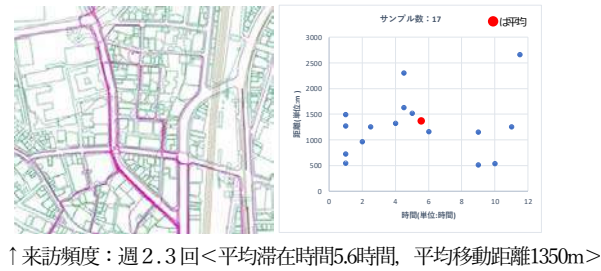 サンプル数：17
は平均
3000
2500
2000
1500
1000
500
0
距離(単位:m)
0 2 4 6 8 10 12
時間(単位:時間)
↑来訪頻度：週２.３回＜平均滞在時間5.6時間，平均移動距離1350m＞